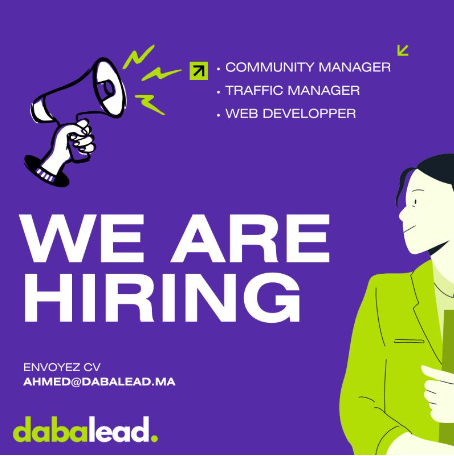 • COMMUNITY MANAGER
• TRAFFIC MANAGER
• WEB DEVELOPPER
WE ARE
HIRING
ENVOYEZ CV
AHMED@DABALEAD.MA
dabalead.